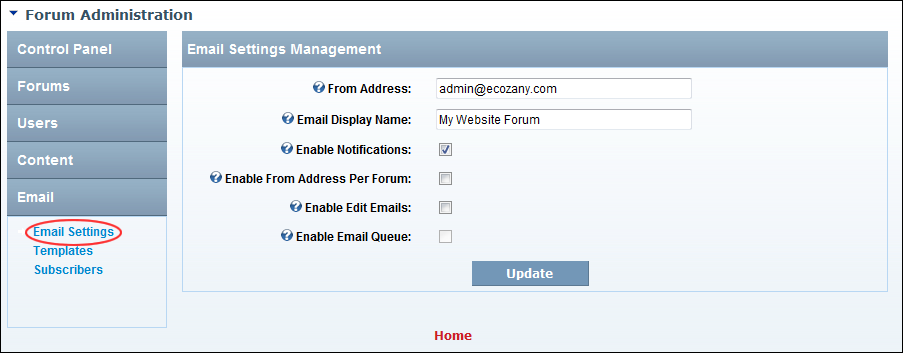 Forum Administration
Control Panel
Forums
Users
Content
Email
Email Settings
Templates
Subscribers
Email Settings Management
From Address: admin@ecozany.com
Email Display Name: My Website Forum
Enable Notifications:
Enable From Address Per Forum:
Enable Edit Emails:
Enable Email Queue:
Update
Home